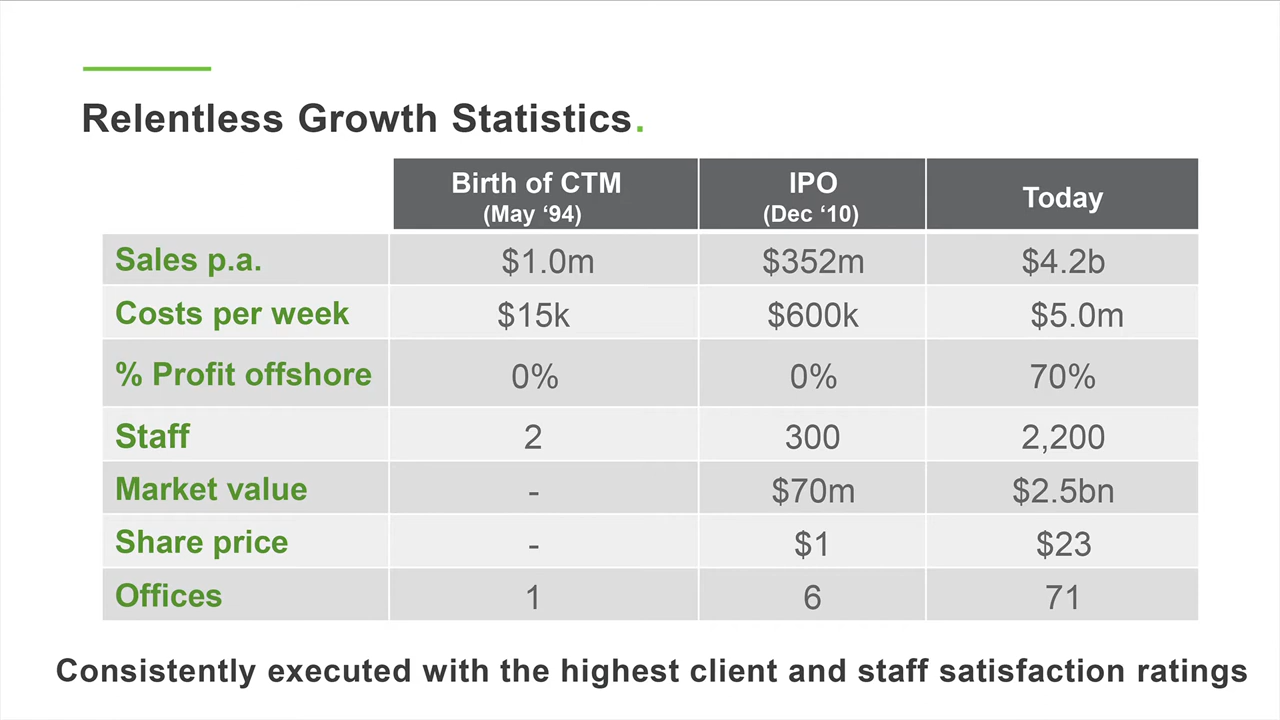 Relentless Growth Statistics.
Birth of CTM IPO Today
(May ‘94) (Dec ‘10)
Sales p.a. $1.0m $352m $4.2b
Costs per week $15k $600k $5.0m
% Profit offshore 0% 0% 70%
Staff 2 300 2,200
Market value - $70m $2.5bn
Share price - $1 $23
Offices 1 6 71
Consistently executed with the highest client and staff satisfaction ratings